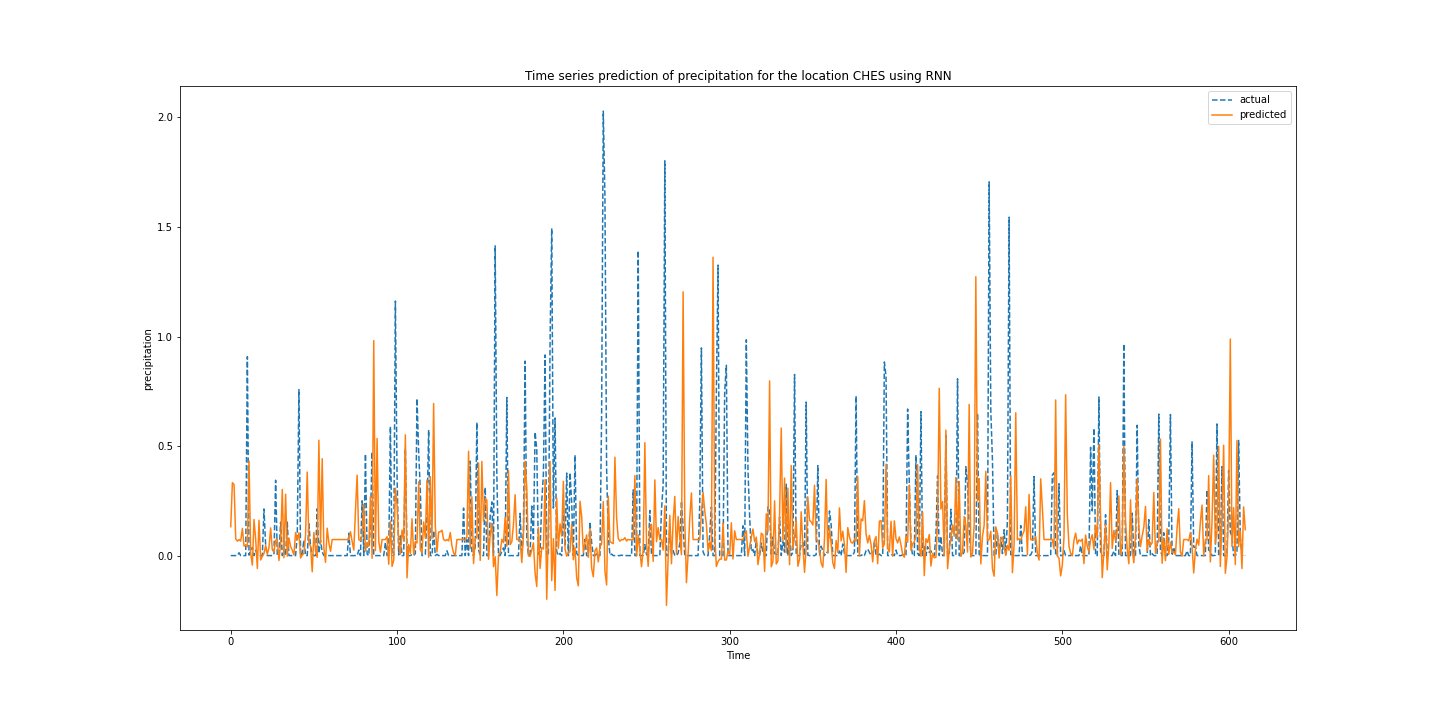 Time series prediction of precipitation for the location CHES using RNN
actual
predicted
2.0
1.5
1.0
0.5
0.0
precipitation
0 100 200 300 400 500 600
Time